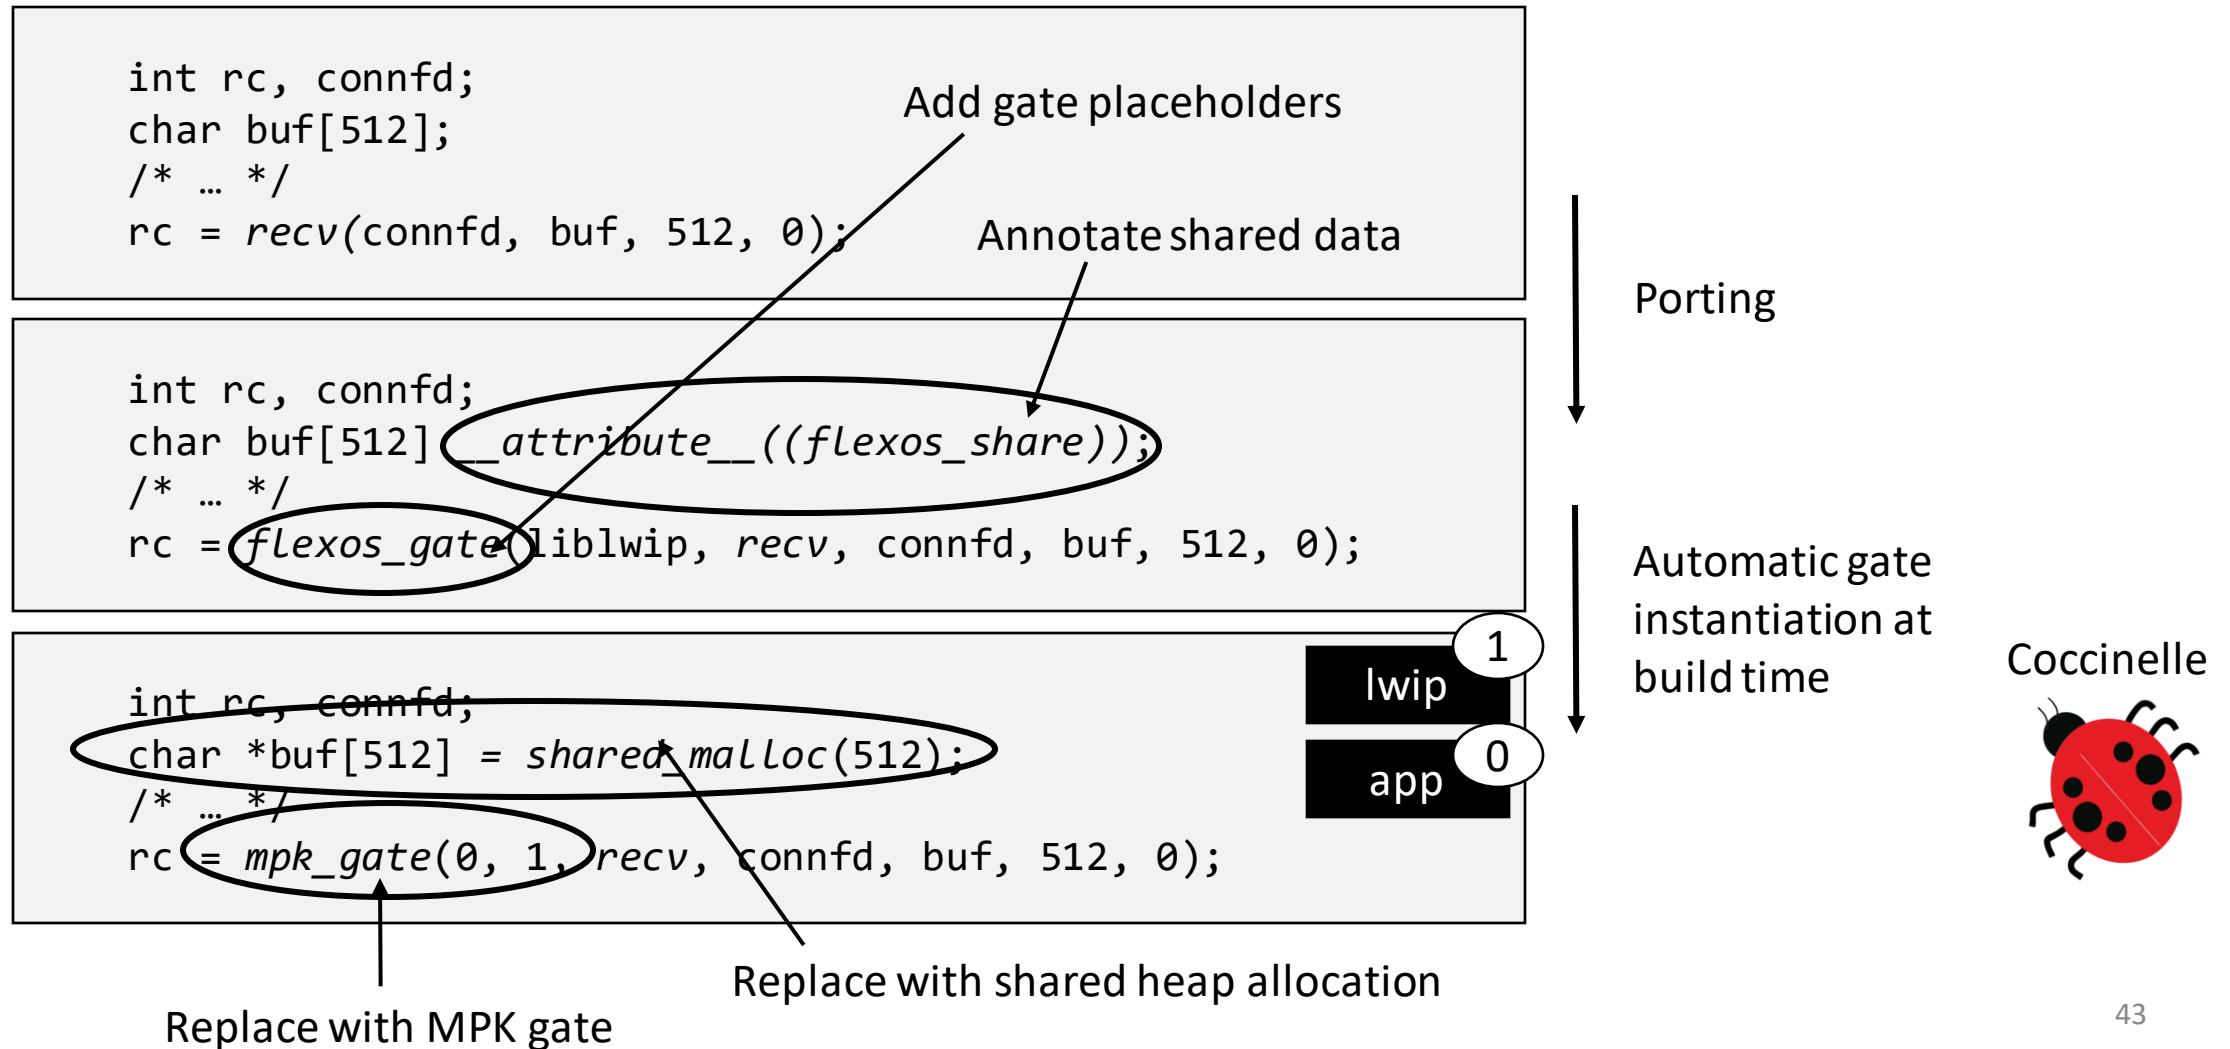 int rc, connfd;
char buf[512];
/* … */
rc = recv(connfd, buf, 512, 0);
Add gate placeholders
Annotate shared data
Porting
int rc, connfd;
char buf[512] __attribute__((flexos_share));
/* … */
rc = flexos_gate(liblwip, recv, connfd, buf, 512, 0);
Automatic gate
instantiation at
build time
Coccinelle
int rc, connfd;
char *buf[512] = shared_malloc(512);
/* … */
rc = mpk_gate(0, 1, recv, connfd, buf, 512, 0);
lwip
1
app
0
Replace with shared heap allocation
Replace with MPK gate
43